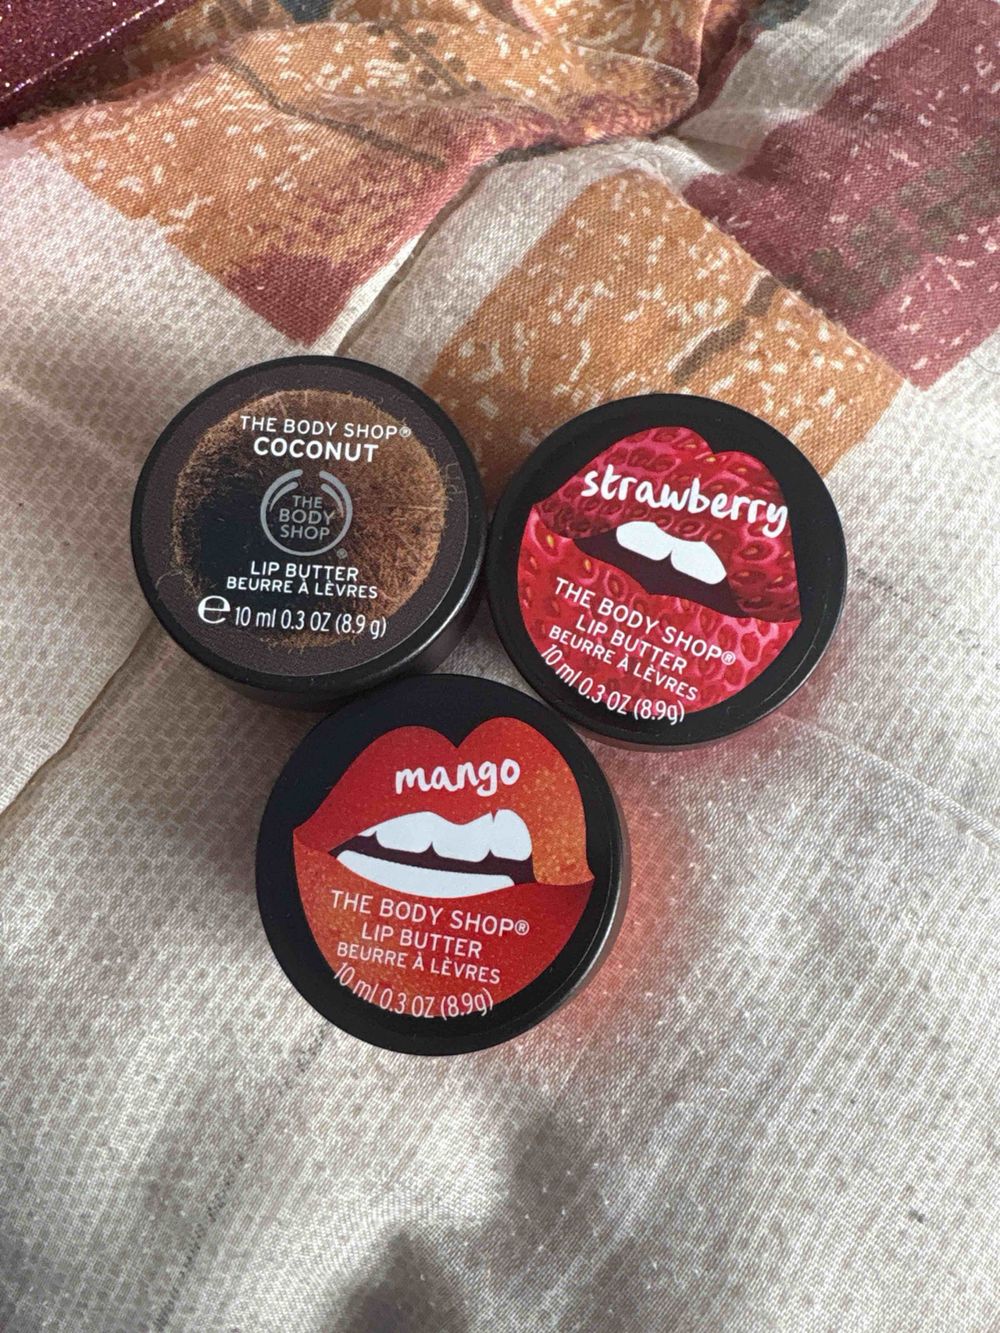 THE BODY SHOP®
COCONUT
THE
BODY
SHOP
®
LIP BUTTER
BEURRE À LÈVRES
℮ 10 ml 0.3 OZ (8.9 g)
strawberry
THE BODY SHOP®
LIP BUTTER
BEURRE À LÈVRES
10 ml 0.3 OZ (8.9g)
mango
THE BODY SHOP®
LIP BUTTER
BEURRE À LÈVRES
10 ml 0.3 OZ (8.9g)